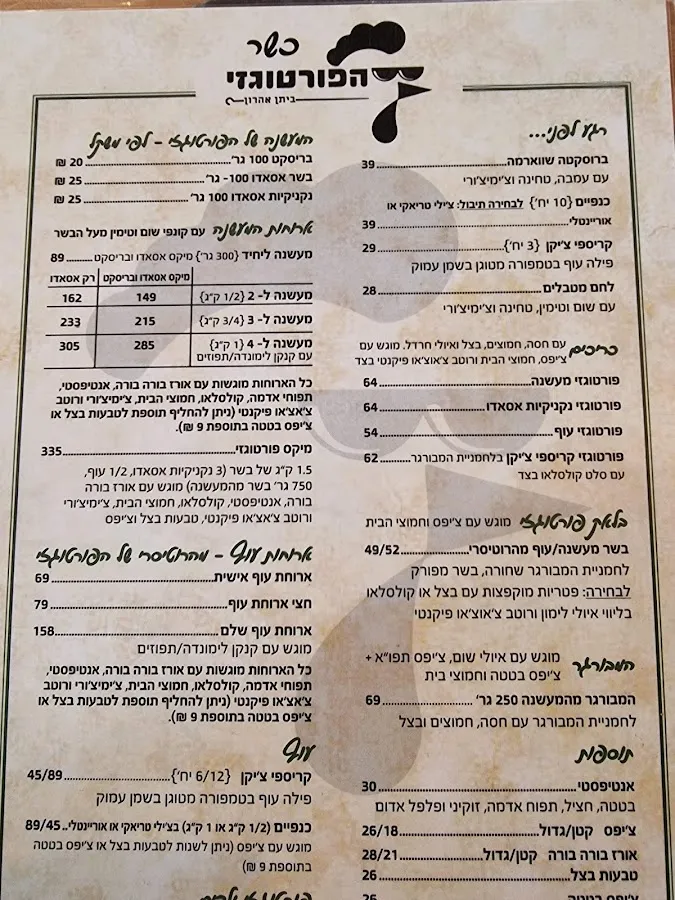 כשר
הפורטוגזי
ביתן אהרון
רגע לפני...
ברוסקטה שווארמה 39
עם עמבה, טחינה וצ'ימיצ'ורי
כנפיים {10 יח'} לבחירה תיבול: צ'ילי טריאקי או
אוריינטלי 39
קריספי צ'יקן {3 יח'} 29
פילה עוף בטמפורה מטוגן בשמן עמוק
לחם מטבלים 28
עם שום וטימין, טחינה וצ'ימיצ'ורי
כריכים עם חסה, חמוצים, בצל ואיולי חרדל. מוגש עם
צ'יפס, חמוצי הבית ורוטב צ'אוצ'או פיקנטי בצד
פורטוגזי מעשנה 64
פורטוגזי נקניקיות אסאדו 64
פורטוגזי עוף 54
פורטוגזי קריספי צ'יקן בלחמניית המבורגר 62
עם סלט קולסלאו בצד
בלאק פורטוגזי מוגש עם צ'יפס וחמוצי הבית
בשר מעשנה/עוף מהרוטיסרי 49/52
לחמניית המבורגר שחורה, בשר מפורק
לבחירה: פטריות מוקפצות עם בצל או קולסלאו
בליווי איולי לימון ורוטב צ'אוצ'או פיקנטי
המבורגר מוגש עם איולי שום, צ'יפס תפו"א +
צ'יפס בטטה וחמוצי בית
המבורגר מהמעשנה 250 גר' 69
לחמניית המבורגר עם חסה, חמוצים ובצל
תוספות
אנטיפסטי 30
בטטה, חציל, תפוח אדמה, זוקיני ופלפל אדום
צ'יפס קטן/גדול 26/18
אורז בורה בורה קטן/גדול 28/21
טבעות בצל 26
צ'יפס בטטה 26
המעשנה של הפורטוגזי - לפי משקל
בריסקט 100 גר' 20 ₪
בשר אסאדו 100- גר' 25 ₪
נקניקיות אסאדו 100 גר' 25 ₪
ארוחות המעשנה עם קונפי שום וטימין מעל הבשר
מעשנה ליחיד {300 גר'} מיקס אסאדו ובריסקט 89
מיקס אסאדו ובריסקט רק אסאדו
מעשנה ל- 2 {1/2 ק"ג} 149 162
מעשנה ל- 3 {3/4 ק"ג} 215 233
מעשנה ל- 4 {1 ק"ג} 285 305
עם קנקן לימונדה/תפוזים
כל הארוחות מוגשות עם אורז בורה בורה, אנטיפסטי,
תפוחי אדמה, קולסלאו, חמוצי הבית, צ'ימיצ'ורי ורוטב
צ'אצ'או פיקנטי (ניתן להחליף תוספת לטבעות בצל או
צ'יפס בטטה בתוספת 9 ₪).
מיקס פורטוגזי 335
1.5 ק"ג של בשר (3 נקניקיות אסאדו, 1/2 עוף,
750 גר' בשר מהמעשנה) מוגש עם אורז בורה
בורה, אנטיפסטי, קולסלאו, חמוצי הבית, צ'ימיצ'ורי
ורוטב צ'אצ'או פיקנטי, טבעות בצל וצ'יפס
ארוחות עוף - מהרוטיסרי של הפורטוגזי
ארוחת עוף אישית 69
חצי ארוחת עוף 79
ארוחת עוף שלם 158
מוגש עם קנקן לימונדה/תפוזים
כל הארוחות מוגשות עם אורז בורה בורה, אנטיפסטי,
תפוחי אדמה, קולסלאו, חמוצי הבית, צ'ימיצ'ורי ורוטב
צ'אצ'או פיקנטי (ניתן להחליף תוספת לטבעות בצל או
צ'יפס בטטה בתוספת 9 ₪).
עוף
קריספי צ'יקן {6/12 יח'} 45/89
פילה עוף בטמפורה מטוגן בשמן עמוק
כנפיים (1/2 ק"ג או 1 ק"ג) בצ'ילי טריאקי או אוריינטלי.. 89/45
מוגש עם צ'יפס (ניתן לשנות לטבעות בצל או צ'יפס בטטה
בתוספת 9 ₪)